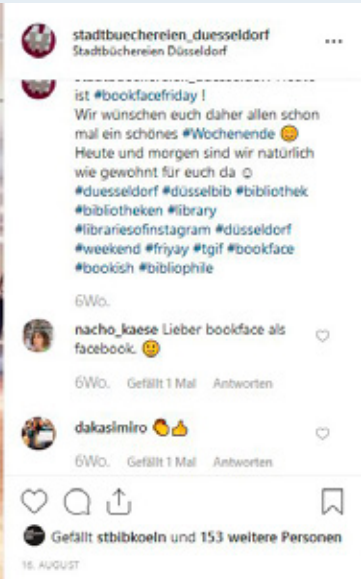 stadtbuechereien_duesseldorf
Stadtbüchereien Düsseldorf
ist #bookfacefriday !
Wir wünschen euch daher allen schon
mal ein schönes #Wochenende 😊
Heute und morgen sind wir natürlich
wie gewohnt für euch da ☺
#duesseldorf #düsselbib #bibliothek
#bibliotheken #library
#librariesofinstagram #düsseldorf
#weekend #friyay #tgif #bookface
#bookish #bibliophile
6Wo.
nacho_kaese Lieber bookface als
facebook. 🙂
6Wo. Gefällt 1 Mal Antworten
dakasimiro 👏👍
6Wo. Gefällt 1 Mal Antworten
Gefällt stbibkoeln und 153 weitere Personen
16. AUGUST